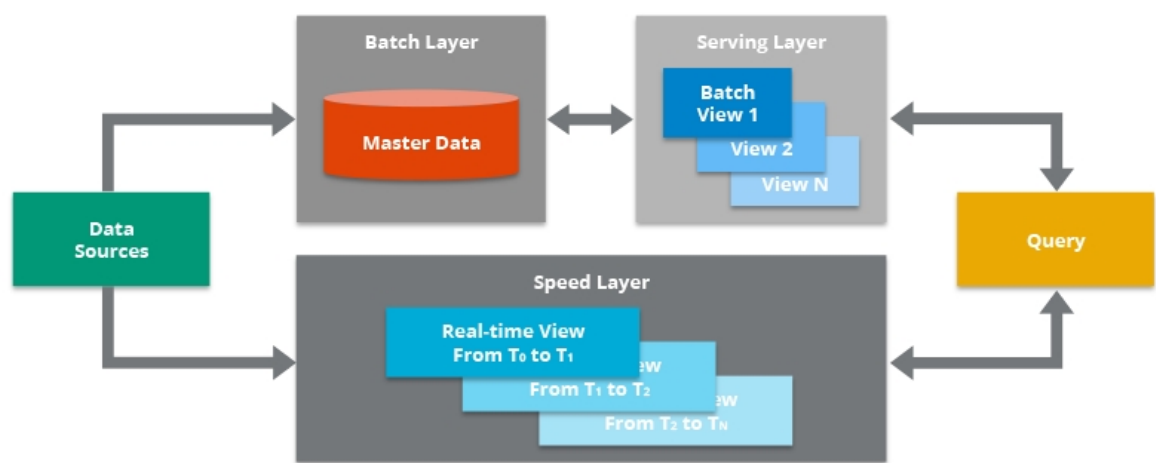 Batch Layer
Master Data
Serving Layer
Batch
View 1
View 2
View N
Data
Sources
Query
Speed Layer
Real-time View
From T₀ to T₁
From T₁ to T₂
From T₂ to Tₙ